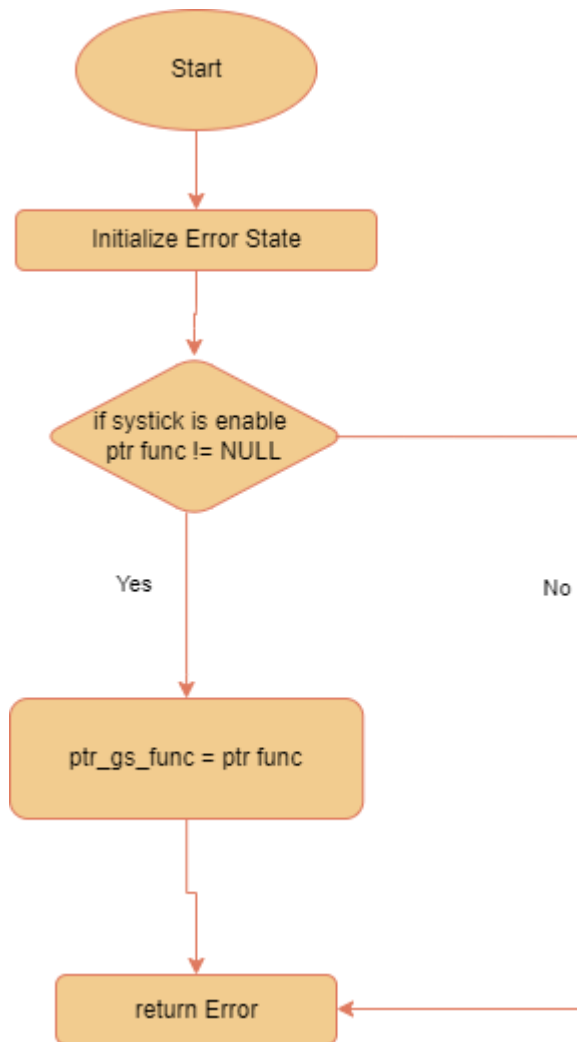 Start
Initialize Error State
if systick is enable
ptr func != NULL
Yes
No
ptr_gs_func = ptr func
return Error